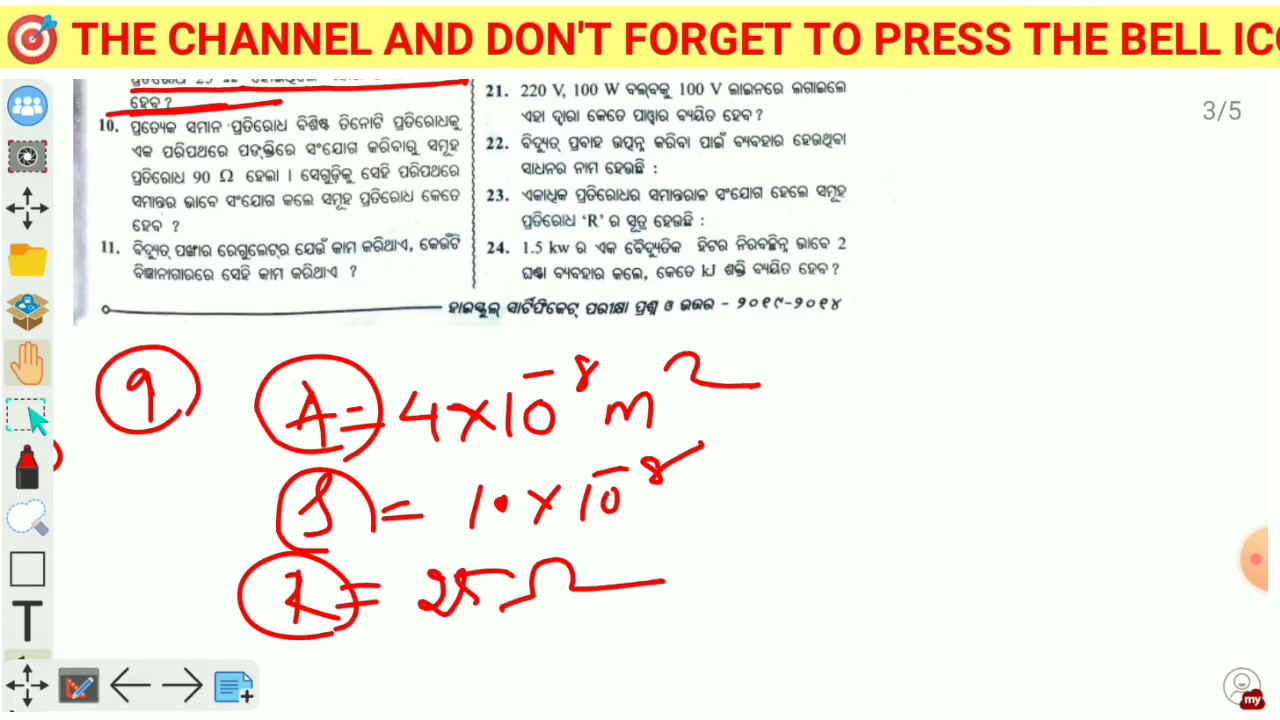 THE CHANNEL AND DON'T FORGET TO PRESS THE BELL ICO
3/5
ହେବ ?
10. ପ୍ରତ୍ୟେକ ସମାନ ପ୍ରତିରୋଧ ବିଶିଷ୍ଟ ତିନୋଟି ପ୍ରତିରୋଧକୁ
ଏକ ପରିପଥରେ ପଙ୍କ୍ତିରେ ସଂଯୋଗ କରିବାରୁ ସମୂହ
ପ୍ରତିରୋଧ 90 Ω ହେଲା । ସେଗୁଡ଼ିକୁ ସେହି ପରିପଥରେ
ସମାନ୍ତର ଭାବେ ସଂଯୋଗ କଲେ ସମୂହ ପ୍ରତିରୋଧ କେତେ
ହେବ ?
11. ବିଦ୍ୟୁତ୍ ପଙ୍ଖାର ରେଗୁଲେଟ୍‌ର ଯେଉଁ କାମ କରିଥାଏ, କେଉଁଟି
ବିଜ୍ଞାନାଗାରରେ ସେହି କାମ କରିଥାଏ ?
21. 220 V, 100 W ବଲ୍‌ବକୁ 100 V ଲାଇନରେ ଲଗାଇଲେ
ଏହା ଦ୍ୱାରା କେତେ ପାୱାର ବ୍ୟୟିତ ହେବ ?
22. ବିଦ୍ୟୁତ୍ ପ୍ରବାହ ଉତ୍ପନ୍ନ କରିବା ପାଇଁ ବ୍ୟବହାର ହେଉଥିବା
ସାଧନର ନାମ ହେଉଛି :
23. ଏକାଧିକ ପ୍ରତିରୋଧର ସମାନ୍ତରାଳ ସଂଯୋଗ ହେଲେ ସମୂହ
ପ୍ରତିରୋଧ ‘R’ ର ସୂତ୍ର ହେଉଛି :
24. 1.5 kw ର ଏକ ବୈଦ୍ୟୁତିକ ହିଟର ନିରବଚ୍ଛିନ୍ନ ଭାବେ 2
ଘଣ୍ଟା ବ୍ୟବହାର କଲେ, କେତେ kJ ଶକ୍ତି ବ୍ୟୟିତ ହେବ ?
ହାଇସ୍କୁଲ୍ ସାର୍ଟିଫିକେଟ୍ ପରୀକ୍ଷା ପ୍ରଶ୍ନ ଓ ଉତ୍ତର - ୨୦୧୯-୨୦୧୪
9 A = 4×10⁻⁸ m²
ρ = 10 × 10⁻⁸
R = 25 Ω
T
my